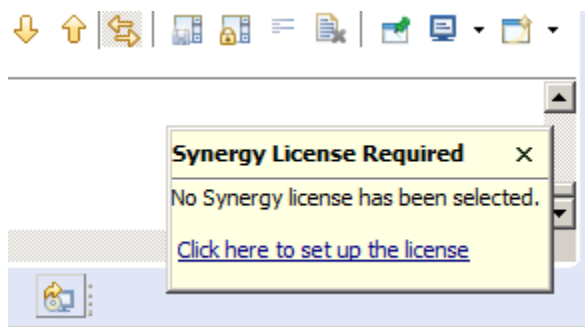 Synergy License Required
No Synergy license has been selected.
Click here to set up the license